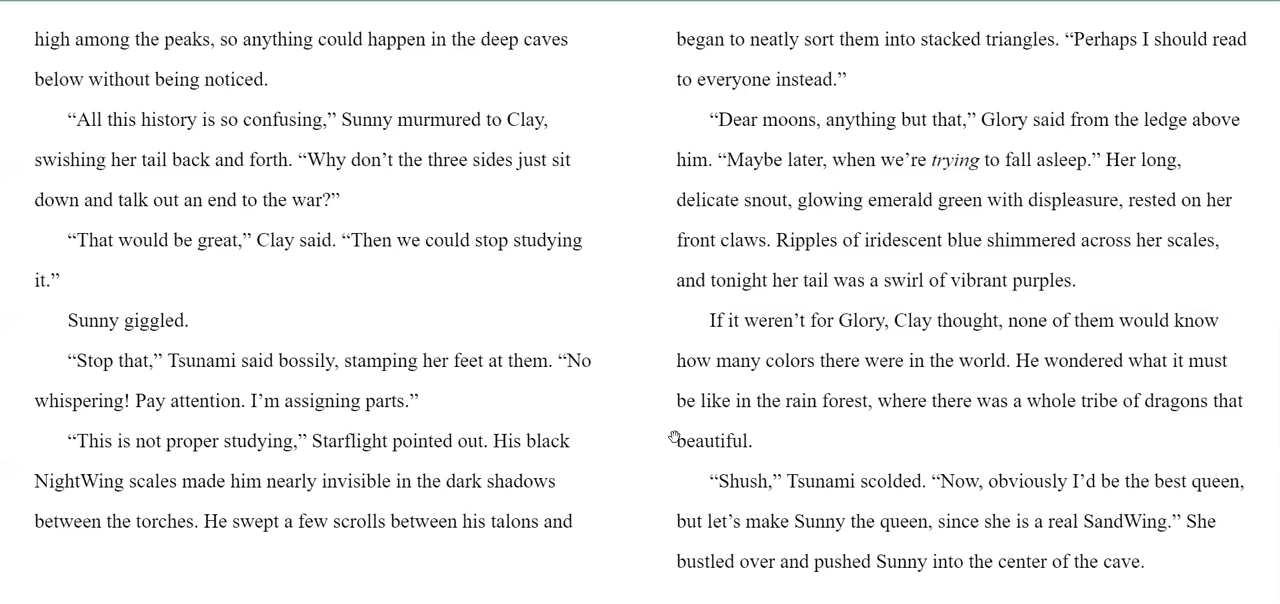 high among the peaks, so anything could happen in the deep caves
below without being noticed.
“All this history is so confusing,” Sunny murmured to Clay,
swishing her tail back and forth. “Why don’t the three sides just sit
down and talk out an end to the war?”
“That would be great,” Clay said. “Then we could stop studying
it.”
Sunny giggled.
“Stop that,” Tsunami said bossily, stamping her feet at them. “No
whispering! Pay attention. I’m assigning parts.”
“This is not proper studying,” Starflight pointed out. His black
NightWing scales made him nearly invisible in the dark shadows
between the torches. He swept a few scrolls between his talons and
began to neatly sort them into stacked triangles. “Perhaps I should read
to everyone instead.”
“Dear moons, anything but that,” Glory said from the ledge above
him. “Maybe later, when we’re trying to fall asleep.” Her long,
delicate snout, glowing emerald green with displeasure, rested on her
front claws. Ripples of iridescent blue shimmered across her scales,
and tonight her tail was a swirl of vibrant purples.
If it weren’t for Glory, Clay thought, none of them would know
how many colors there were in the world. He wondered what it must
be like in the rain forest, where there was a whole tribe of dragons that
beautiful.
“Shush,” Tsunami scolded. “Now, obviously I’d be the best queen,
but let’s make Sunny the queen, since she is a real SandWing.” She
bustled over and pushed Sunny into the center of the cave.